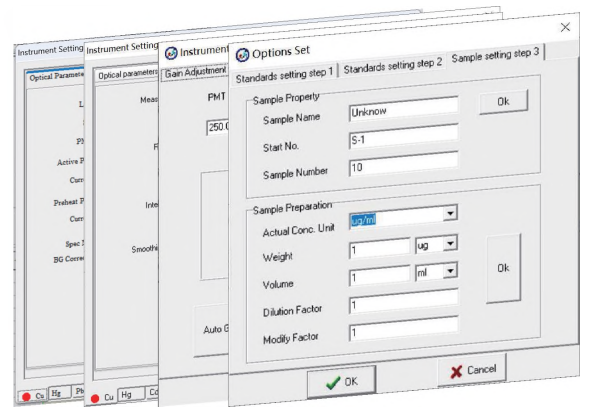 Instrument Setting
Optical Paramete
L
Active P
Curr
Preheat P
Curr
Spec
BG Correc
Cu Hg
Instrument Setting
Optical parameters
Meas
Inte
Smoothi
Cu Hg Co
Instrument
Gain Adjustment
PMT
250.0
Auto G
Options Set
Standards setting step 1 Standards setting step 2 Sample setting step 3
Sample Property
Sample Name Unknow
Start No. S-1
Sample Number 10
Ok
Sample Preparation
Actual Conc. Unit ug/ml
Weight 1 ug
Volume 1 ml
Dilution Factor 1
Modify Factor 1
Ok
OK Cancel